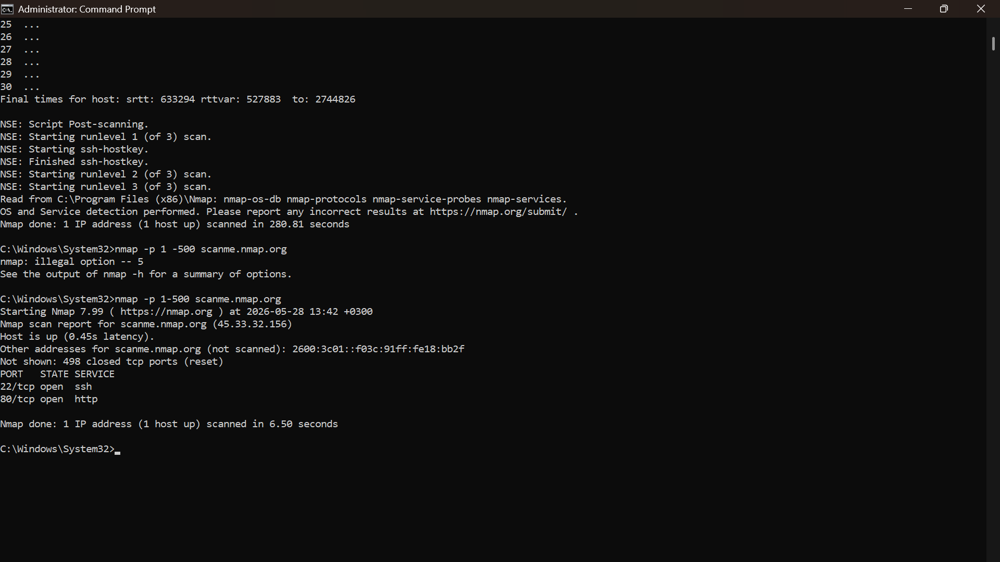 Administrator: Command Prompt
25  ...
26  ...
27  ...
28  ...
29  ...
30  ...
Final times for host: srtt: 633294 rttvar: 527883  to: 2744826

NSE: Script Post-scanning.
NSE: Starting runlevel 1 (of 3) scan.
NSE: Starting ssh-hostkey.
NSE: Finished ssh-hostkey.
NSE: Starting runlevel 2 (of 3) scan.
NSE: Starting runlevel 3 (of 3) scan.
Read from C:\Program Files (x86)\Nmap: nmap-os-db nmap-protocols nmap-service-probes nmap-services.
OS and Service detection performed. Please report any incorrect results at https://nmap.org/submit/ .
Nmap done: 1 IP address (1 host up) scanned in 280.81 seconds

C:\Windows\System32>nmap -p 1 -500 scanme.nmap.org
nmap: illegal option -- 5
See the output of nmap -h for a summary of options.

C:\Windows\System32>nmap -p 1-500 scanme.nmap.org
Starting Nmap 7.99 ( https://nmap.org ) at 2026-05-28 13:42 +0300
Nmap scan report for scanme.nmap.org (45.33.32.156)
Host is up (0.45s latency).
Other addresses for scanme.nmap.org (not scanned): 2600:3c01::f03c:91ff:fe18:bb2f
Not shown: 498 closed tcp ports (reset)
PORT   STATE SERVICE
22/tcp open  ssh
80/tcp open  http

Nmap done: 1 IP address (1 host up) scanned in 6.50 seconds

C:\Windows\System32>